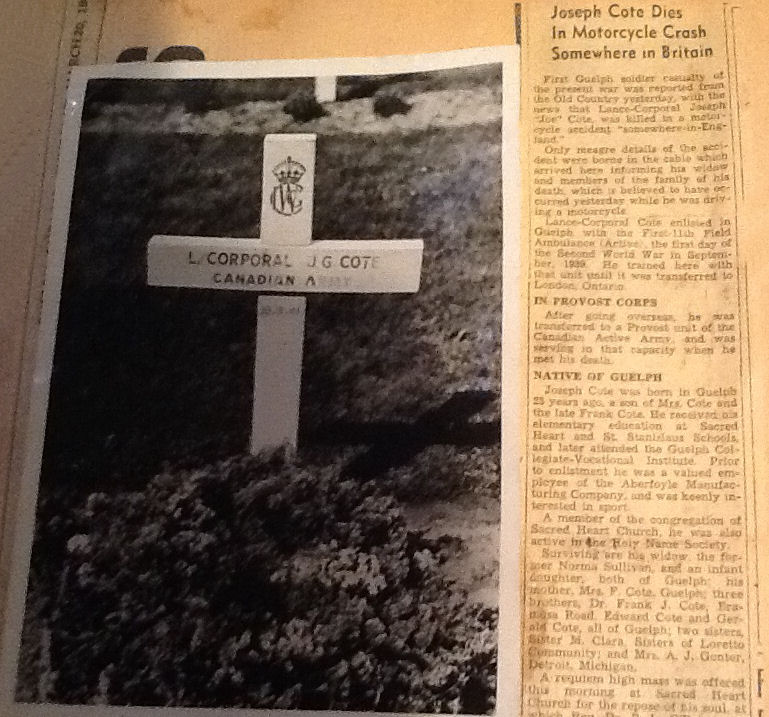 L. CORPORAL J G COTE
CANADIAN ARMY
Joseph Cote Dies
In Motorcycle Crash
Somewhere in Britain
First Guelph soldier casualty of
the present war was reported from
the Old Country yesterday, with the
news that Lance-Corporal Joseph
"Joe" Cote, was killed in a motor-
cycle accident "somewhere-in-Eng-
land."
Only meagre details of the acci-
dent were borne in the cable which
arrived here informing his widow
and members of the family of his
death, which is believed to have oc-
curred yesterday while he was driv-
ing a motorcycle.
Lance-Corporal Cote enlisted in
Guelph with the First-11th Field
Ambulance (Active), the first day of
the Second World War in Septem-
ber, 1939. He trained here with
that unit until it was transferred to
London, Ontario.
IN PROVOST CORPS
After going overseas, he was
transferred to a Provost unit of the
Canadian Active Army, and was
serving in that capacity when he
met his death.
NATIVE OF GUELPH
Joseph Cote was born in Guelph
25 years ago, a son of Mrs. Cote and
the late Frank Cote. He received his
elementary education at Sacred
Heart and St. Stanislaus Schools,
and later attended the Guelph Col-
legiate-Vocational Institute. Prior
to enlistment he was a valued em-
ployee of the Aberfoyle Manufac-
turing Company, and was keenly in-
terested in sport.
A member of the congregation of
Sacred Heart Church, he was also
active in the Holy Name Society.
Surviving are his widow, the for-
mer Norma Sullivan, and an infant
daughter, both of Guelph; his
mother, Mrs. F. Cote, Guelph; three
brothers, Dr. Frank J. Cote, Era-
mosa Road, Edward Cote and Ger-
ald Cote, all of Guelph; two sisters,
Sister M. Clara, Sisters of Loretto
Community; and Mrs. A. J. Gonter,
Detroit, Michigan.
A requiem high mass was offered
this morning at Sacred Heart
Church for the repose of his soul, at